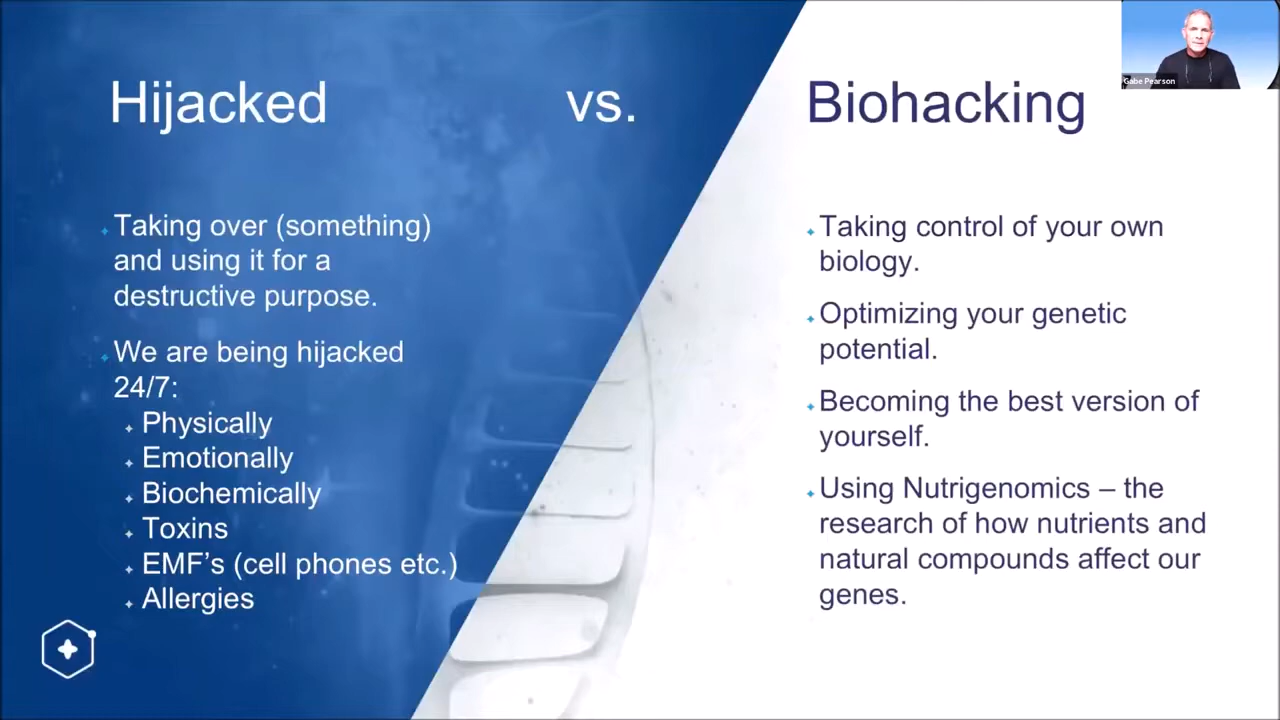 Hijacked
vs.
Biohacking
Gabe Pearson
Taking over (something)
and using it for a
destructive purpose.
We are being hijacked
24/7:
Physically
Emotionally
Biochemically
Toxins
EMF’s (cell phones etc.)
Allergies
Taking control of your own
biology.
Optimizing your genetic
potential.
Becoming the best version of
yourself.
Using Nutrigenomics – the
research of how nutrients and
natural compounds affect our
genes.